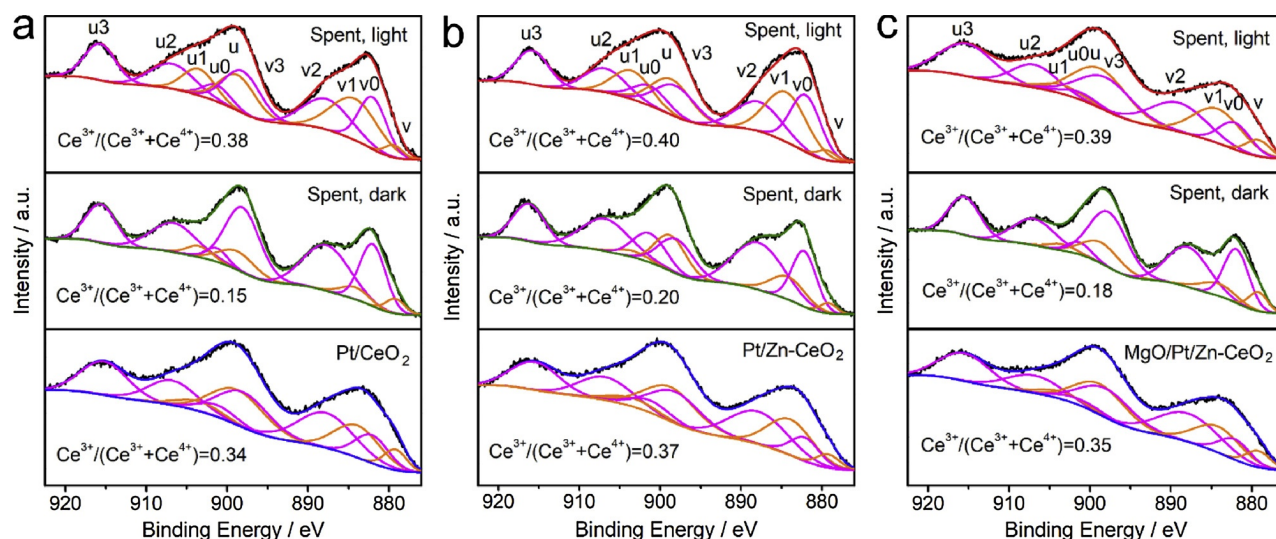 a
u3
u2
u1
u0
u
v3
v2
v1
v0
v
Spent, light
Ce³⁺/(Ce³⁺+Ce⁴⁺)=0.38
Spent, dark
Ce³⁺/(Ce³⁺+Ce⁴⁺)=0.15
Pt/CeO₂
Ce³⁺/(Ce³⁺+Ce⁴⁺)=0.34
Intensity / a.u.
920 910 900 890 880
Binding Energy / eV
b
u3
u2
u1
u0
u
v3
v2
v1
v0
v
Spent, light
Ce³⁺/(Ce³⁺+Ce⁴⁺)=0.40
Spent, dark
Ce³⁺/(Ce³⁺+Ce⁴⁺)=0.20
Pt/Zn-CeO₂
Ce³⁺/(Ce³⁺+Ce⁴⁺)=0.37
Intensity / a.u.
920 910 900 890 880
Binding Energy / eV
c
u3
u2
u1
u0
u
v3
v2
v1
v0
v
Spent, light
Ce³⁺/(Ce³⁺+Ce⁴⁺)=0.39
Spent, dark
Ce³⁺/(Ce³⁺+Ce⁴⁺)=0.18
MgO/Pt/Zn-CeO₂
Ce³⁺/(Ce³⁺+Ce⁴⁺)=0.35
Intensity / a.u.
920 910 900 890 880
Binding Energy / eV